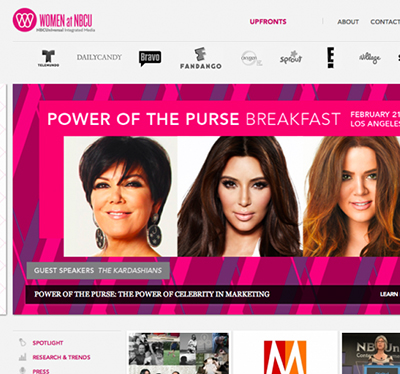 WOMEN at NBCU
NBCUniversal Integrated Media
UPFRONTS
ABOUT
CONTACT
TELEMUNDO
DAILYCANDY
Bravo
FANDANGO
oxygen
sprout
E
iVillage
POWER OF THE PURSE BREAKFAST
FEBRUARY 21
LOS ANGELES
GUEST SPEAKERS THE KARDASHIANS
POWER OF THE PURSE: THE POWER OF CELEBRITY IN MARKETING
LEARN
SPOTLIGHT
RESEARCH & TRENDS
PRESS
NBCUn